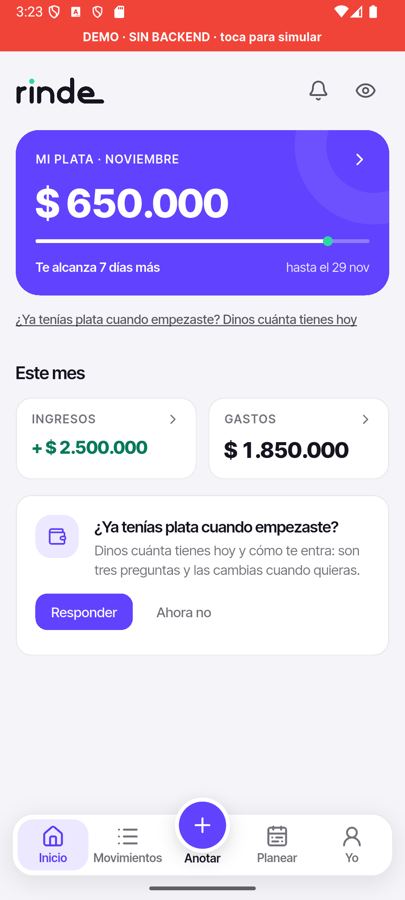 3:23
DEMO · SIN BACKEND · toca para simular
rinde
MI PLATA · NOVIEMBRE
$ 650.000
Te alcanza 7 días más
hasta el 29 nov
¿Ya tenías plata cuando empezaste? Dinos cuánto tienes hoy
Este mes
INGRESOS
+ $ 2.500.000
GASTOS
$ 1.850.000
¿Ya tenías plata cuando empezaste?
Dinos cuánto tienes hoy y cómo te entra: son
tres preguntas y las cambias cuando quieras.
Responder
Ahora no
Inicio
Movimientos
Anotar
Planear
Yo